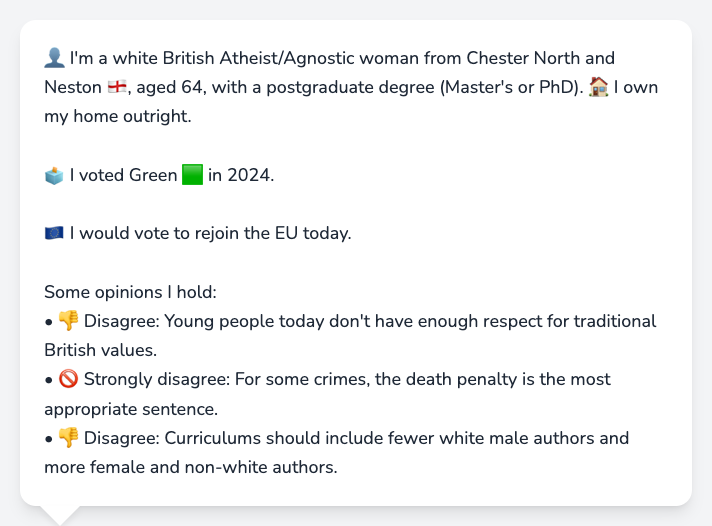 👤 I'm a white British Atheist/Agnostic woman from Chester North and
Neston 🏴󠁧󠁢󠁥󠁮󠁧󠁿, aged 64, with a postgraduate degree (Master's or PhD). 🏠 I own
my home outright.
🗳️ I voted Green 🟩 in 2024.
🇪🇺 I would vote to rejoin the EU today.
Some opinions I hold:
• 👎 Disagree: Young people today don't have enough respect for traditional
British values.
• 🚫 Strongly disagree: For some crimes, the death penalty is the most
appropriate sentence.
• 👎 Disagree: Curriculums should include fewer white male authors and
more female and non-white authors.